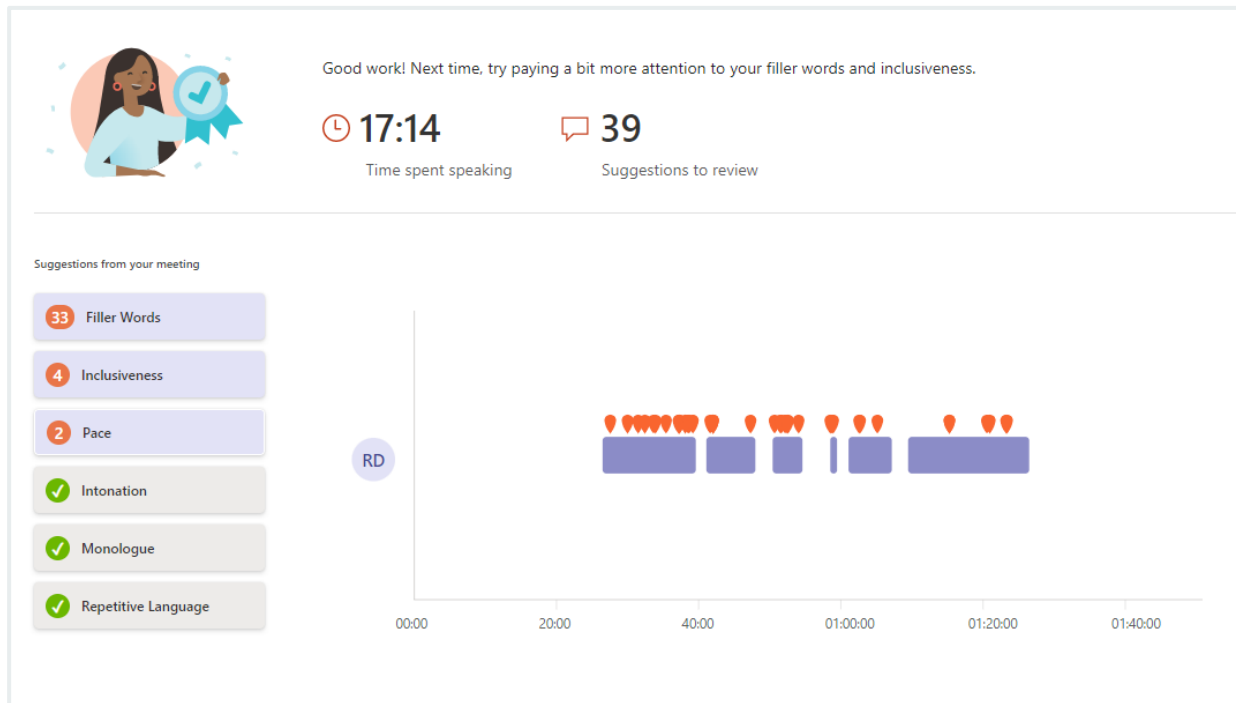 Good work! Next time, try paying a bit more attention to your filler words and inclusiveness.
17:14
Time spent speaking
39
Suggestions to review
Suggestions from your meeting
33 Filler Words
4 Inclusiveness
2 Pace
Intonation
Monologue
Repetitive Language
RD
00:00 20:00 40:00 01:00:00 01:20:00 01:40:00